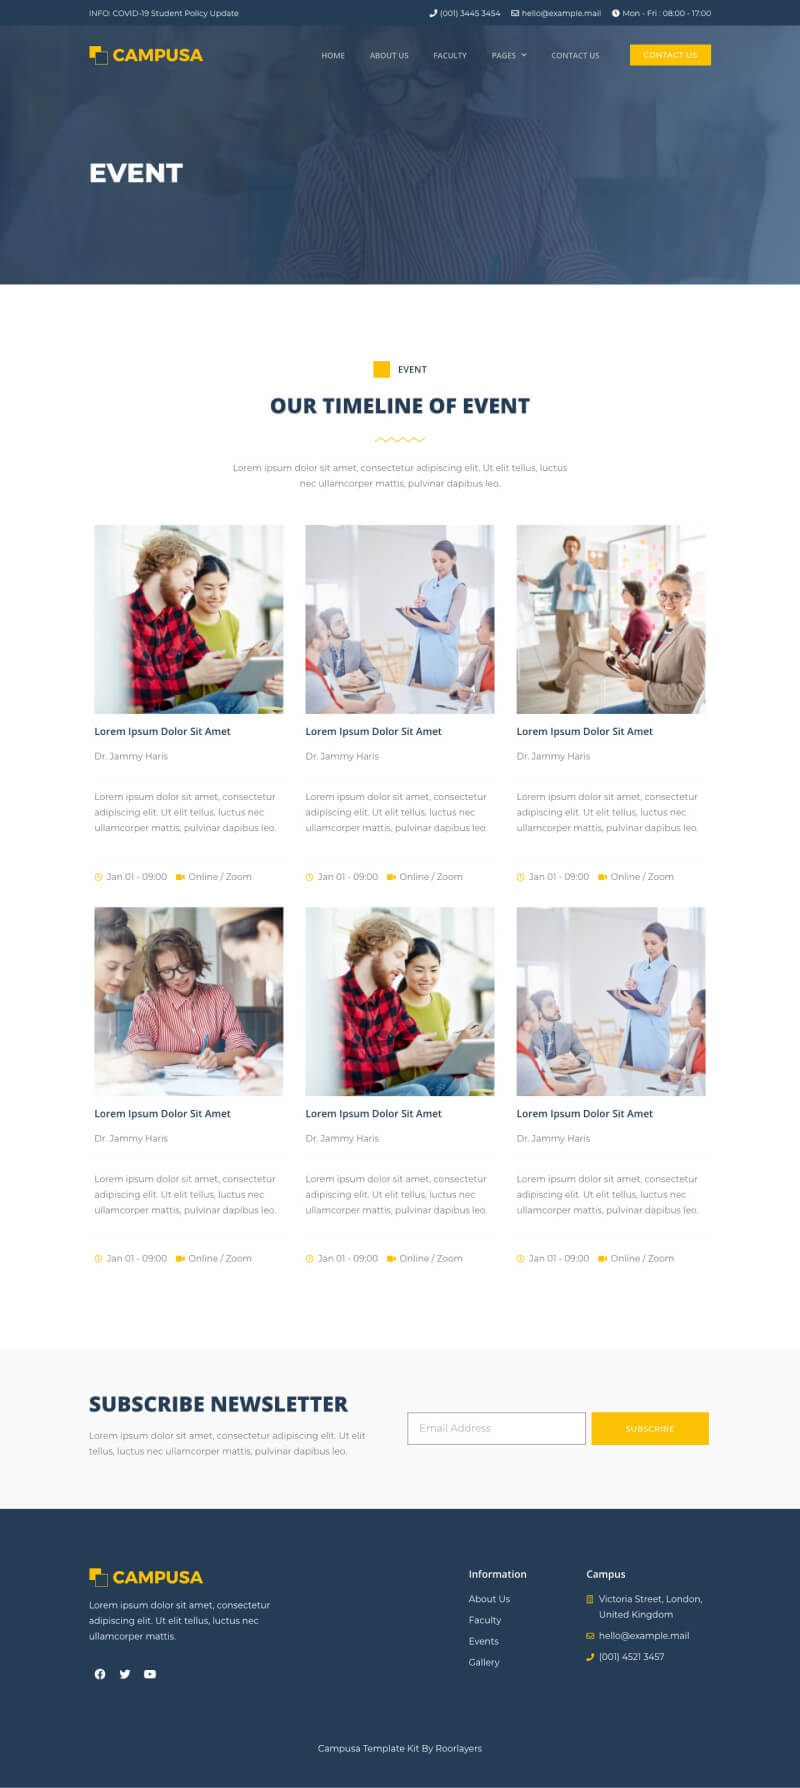 INFO: COVID-19 Student Policy Update
(001) 3445 3454 hello@example.mail Mon - Fri : 08:00 - 17:00
CAMPUSA
HOME ABOUT US FACULTY PAGES CONTACT US CONTACT US
EVENT
EVENT
OUR TIMELINE OF EVENT
Lorem ipsum dolor sit amet, consectetur adipiscing elit. Ut elit tellus, luctus
nec ullamcorper mattis, pulvinar dapibus leo.
Lorem Ipsum Dolor Sit Amet
Dr. Jammy Haris
Lorem ipsum dolor sit amet, consectetur
adipiscing elit. Ut elit tellus, luctus nec
ullamcorper mattis, pulvinar dapibus leo.
Jan 01 - 09:00 Online / Zoom
Lorem Ipsum Dolor Sit Amet
Dr. Jammy Haris
Lorem ipsum dolor sit amet, consectetur
adipiscing elit. Ut elit tellus, luctus nec
ullamcorper mattis, pulvinar dapibus leo.
Jan 01 - 09:00 Online / Zoom
Lorem Ipsum Dolor Sit Amet
Dr. Jammy Haris
Lorem ipsum dolor sit amet, consectetur
adipiscing elit. Ut elit tellus, luctus nec
ullamcorper mattis, pulvinar dapibus leo.
Jan 01 - 09:00 Online / Zoom
Lorem Ipsum Dolor Sit Amet
Dr. Jammy Haris
Lorem ipsum dolor sit amet, consectetur
adipiscing elit. Ut elit tellus, luctus nec
ullamcorper mattis, pulvinar dapibus leo.
Jan 01 - 09:00 Online / Zoom
Lorem Ipsum Dolor Sit Amet
Dr. Jammy Haris
Lorem ipsum dolor sit amet, consectetur
adipiscing elit. Ut elit tellus, luctus nec
ullamcorper mattis, pulvinar dapibus leo.
Jan 01 - 09:00 Online / Zoom
Lorem Ipsum Dolor Sit Amet
Dr. Jammy Haris
Lorem ipsum dolor sit amet, consectetur
adipiscing elit. Ut elit tellus, luctus nec
ullamcorper mattis, pulvinar dapibus leo.
Jan 01 - 09:00 Online / Zoom
SUBSCRIBE NEWSLETTER
Lorem ipsum dolor sit amet, consectetur adipiscing elit. Ut elit
tellus, luctus nec ullamcorper mattis, pulvinar dapibus leo.
Email Address
SUBSCRIBE
CAMPUSA
Lorem ipsum dolor sit amet, consectetur
adipiscing elit. Ut elit tellus, luctus nec
ullamcorper mattis.
Information
About Us
Faculty
Events
Gallery
Campus
Victoria Street, London,
United Kingdom
hello@example.mail
(001) 4521 3457
Campusa Template Kit By Roorlayers